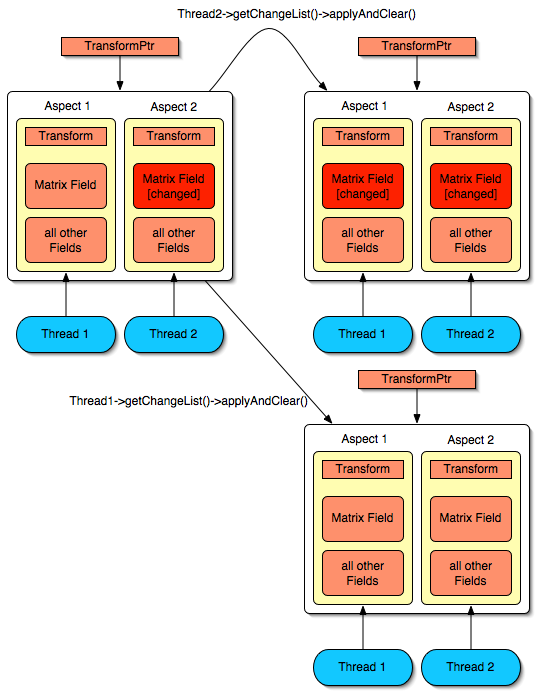 Thread2->getChangeList()->applyAndClear()
TransformPtr
Aspect 1
Aspect 2
Transform
Transform
Matrix Field
Matrix Field
[changed]
all other
Fields
all other
Fields
Thread 1
Thread 2
TransformPtr
Aspect 1
Aspect 2
Transform
Transform
Matrix Field
[changed]
Matrix Field
[changed]
all other
Fields
all other
Fields
Thread 1
Thread 2
Thread1->getChangeList()->applyAndClear()
TransformPtr
Aspect 1
Aspect 2
Transform
Transform
Matrix Field
Matrix Field
all other
Fields
all other
Fields
Thread 1
Thread 2